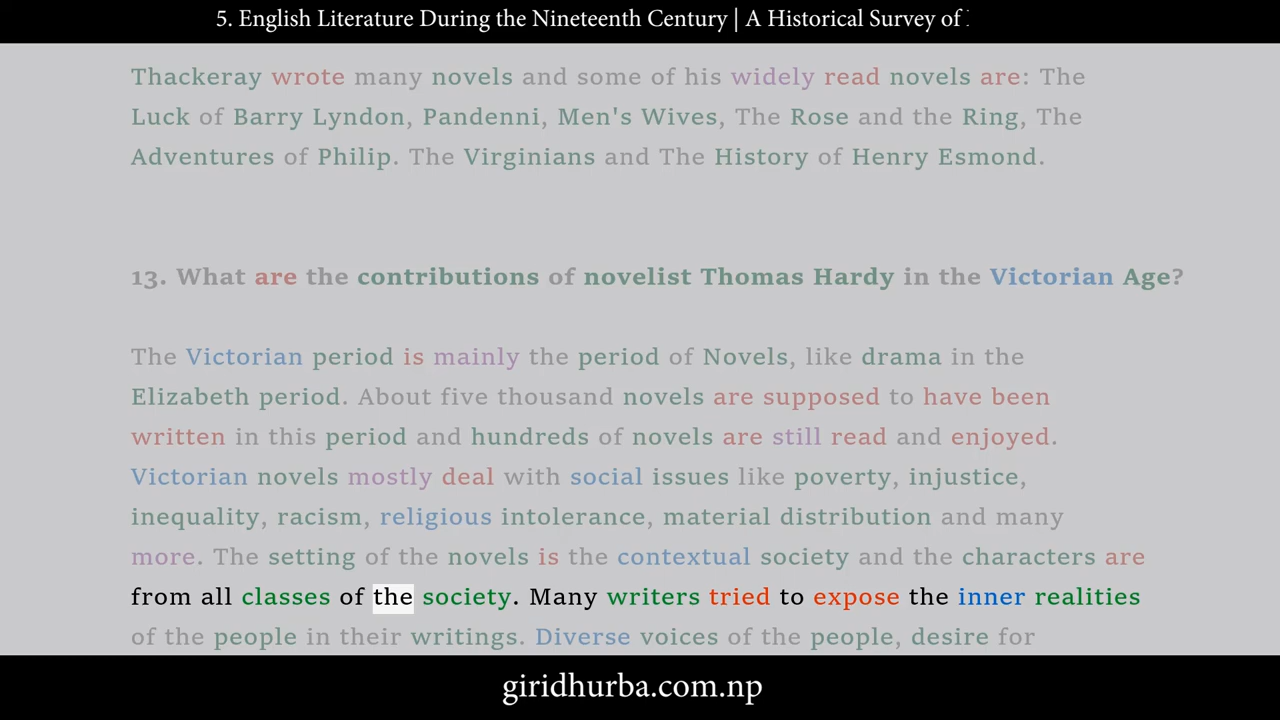 5. English Literature During the Nineteenth Century | A Historical Survey of
Thackeray wrote many novels and some of his widely read novels are: The
Luck of Barry Lyndon, Pandenni, Men's Wives, The Rose and the Ring, The
Adventures of Philip. The Virginians and The History of Henry Esmond.
13. What are the contributions of novelist Thomas Hardy in the Victorian Age?
The Victorian period is mainly the period of Novels, like drama in the
Elizabeth period. About five thousand novels are supposed to have been
written in this period and hundreds of novels are still read and enjoyed.
Victorian novels mostly deal with social issues like poverty, injustice,
inequality, racism, religious intolerance, material distribution and many
more. The setting of the novels is the contextual society and the characters are
from all classes of the society. Many writers tried to expose the inner realities
of the people in their writings. Diverse voices of the people, desire for
giridhurba.com.np